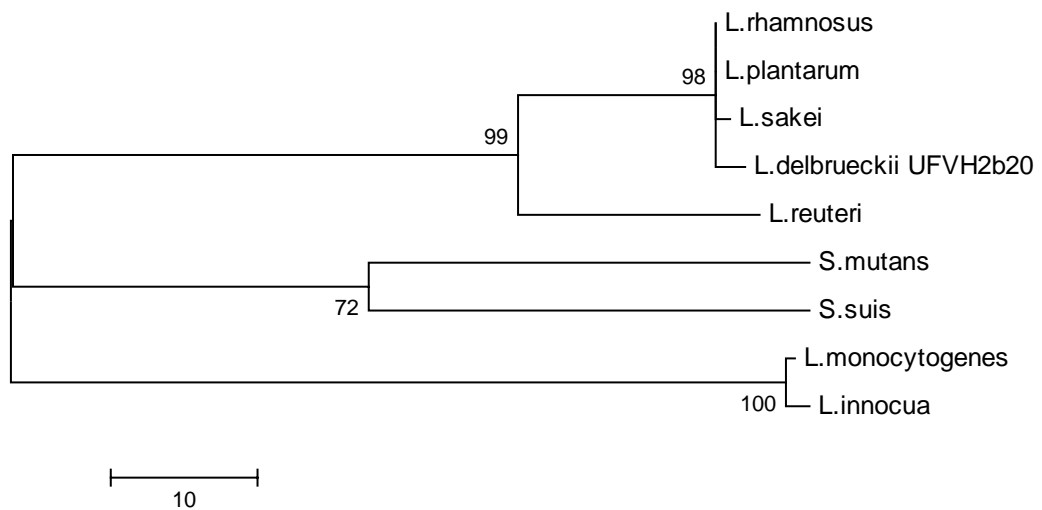 L.rhamnosus
L.plantarum
98
L.sakei
99
L.delbrueckii UFVH2b20
L.reuteri
S.mutans
72
S.suis
L.monocytogenes
100
L.innocua
10